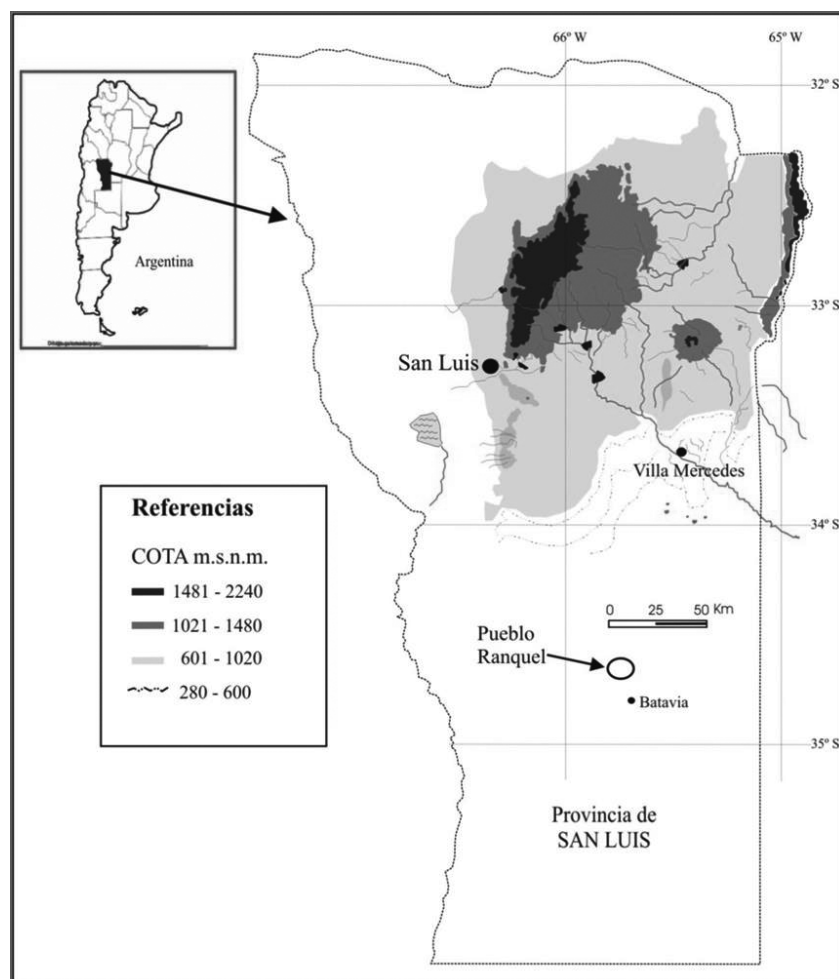 66º W
65º W
32º S
Argentina
33º S
San Luis
Villa Mercedes
Referencias
COTA m.s.n.m.
1481 - 2240
1021 - 1480
601 - 1020
280 - 600
34º S
0 25 50 Km
Pueblo
Ranquel
Batavia
35º S
Provincia de
SAN LUIS